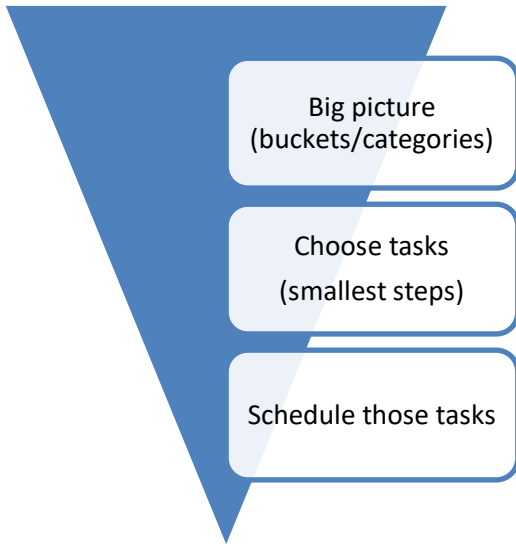 Big picture
(buckets/categories)
Choose tasks
(smallest steps)
Schedule those tasks